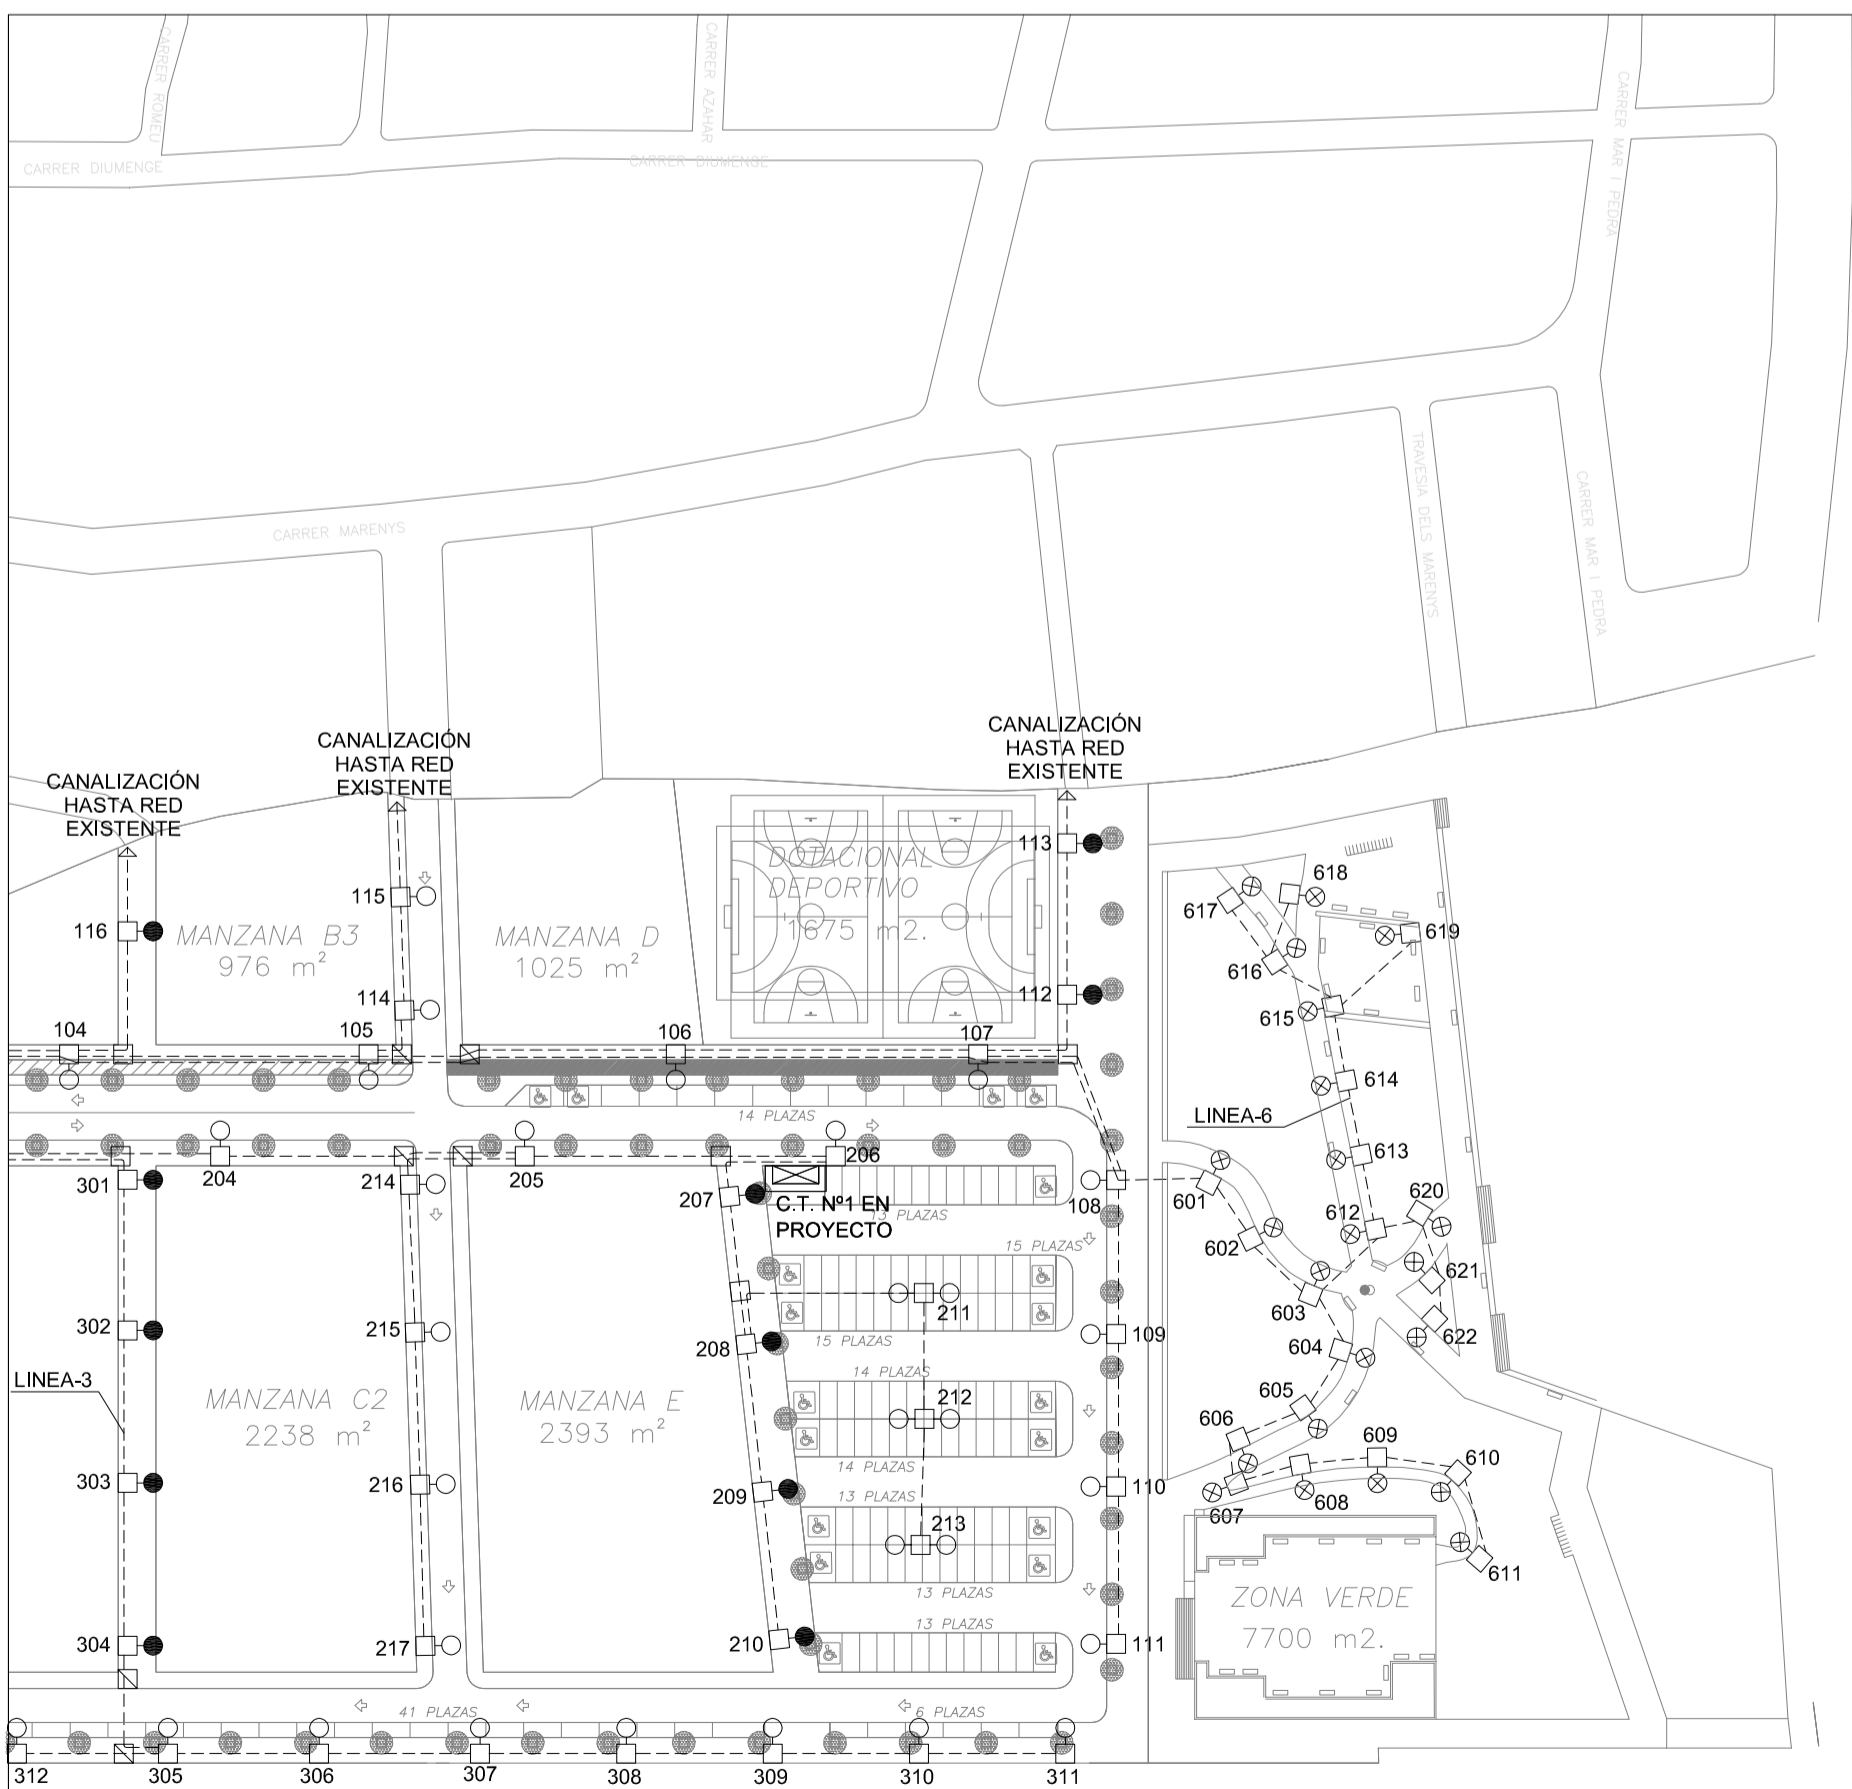 CARRER ROMEU
CARRER AZAHAR
CARRER MAR I PEDRA
CARRER DIUMENGE
CARRER DIUMENGE
TRAVESIA DELS MARENYS
CARRER MAR I PEDRA
CARRER MARENYS
CANALIZACIÓN
HASTA RED
EXISTENTE
CANALIZACIÓN
HASTA RED
EXISTENTE
CANALIZACIÓN
HASTA RED
EXISTENTE
113
DOTACIONAL
DEPORTIVO
1675 m2.
115
116
MANZANA B3
976 m²
MANZANA D
1025 m²
618
617
619
616
615
112
114
104
105
106
107
614
LINEA-6
14 PLAZAS
613
301
204
214
205
206
207
C.T. Nº1 EN
PROYECTO
13 PLAZAS
108
601
612
620
602
15 PLAZAS
621
603
211
302
215
208
15 PLAZAS
109
622
604
LINEA-3
14 PLAZAS
MANZANA C2
2238 m²
MANZANA E
2393 m²
212
605
606
609
610
14 PLAZAS
303
216
209
110
607
608
13 PLAZAS
213
611
13 PLAZAS
ZONA VERDE
7700 m2.
13 PLAZAS
304
217
210
111
41 PLAZAS
6 PLAZAS
312
305
306
307
308
309
310
311